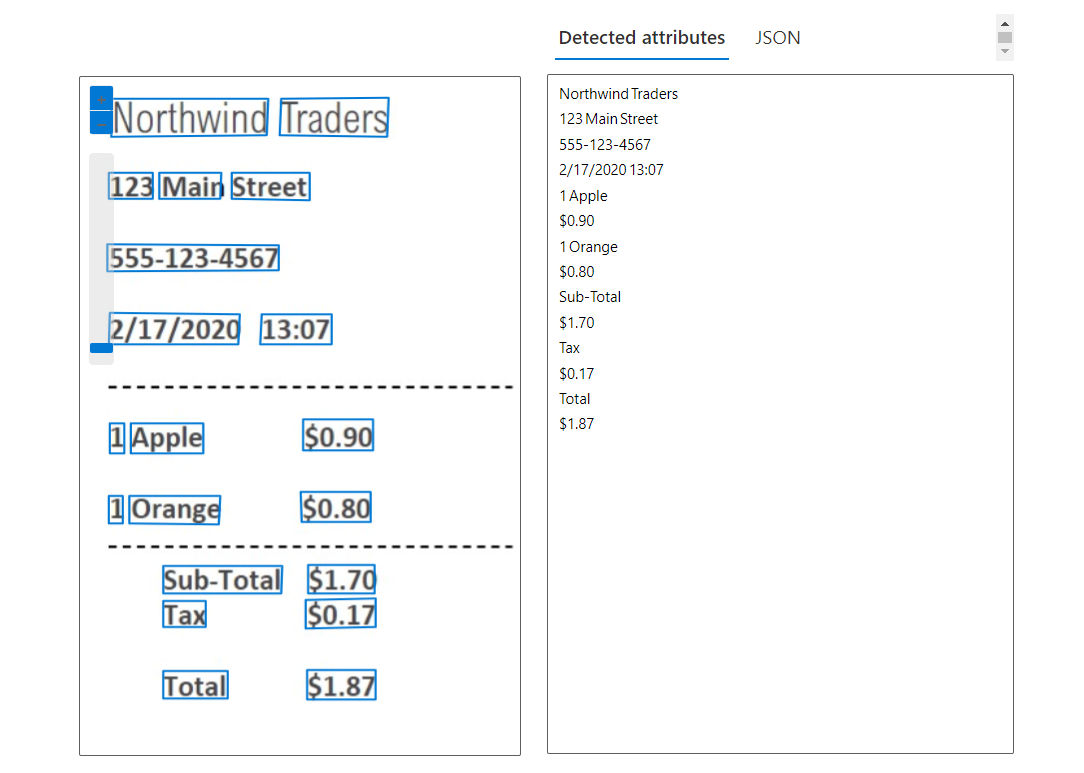 Detected attributes JSON
Northwind Traders
123 Main Street
555-123-4567
2/17/2020 13:07
1 Apple $0.90
1 Orange $0.80
Sub-Total $1.70
Tax $0.17
Total $1.87
Northwind Traders
123 Main Street
555-123-4567
2/17/2020 13:07
1 Apple
$0.90
1 Orange
$0.80
Sub-Total
$1.70
Tax
$0.17
Total
$1.87